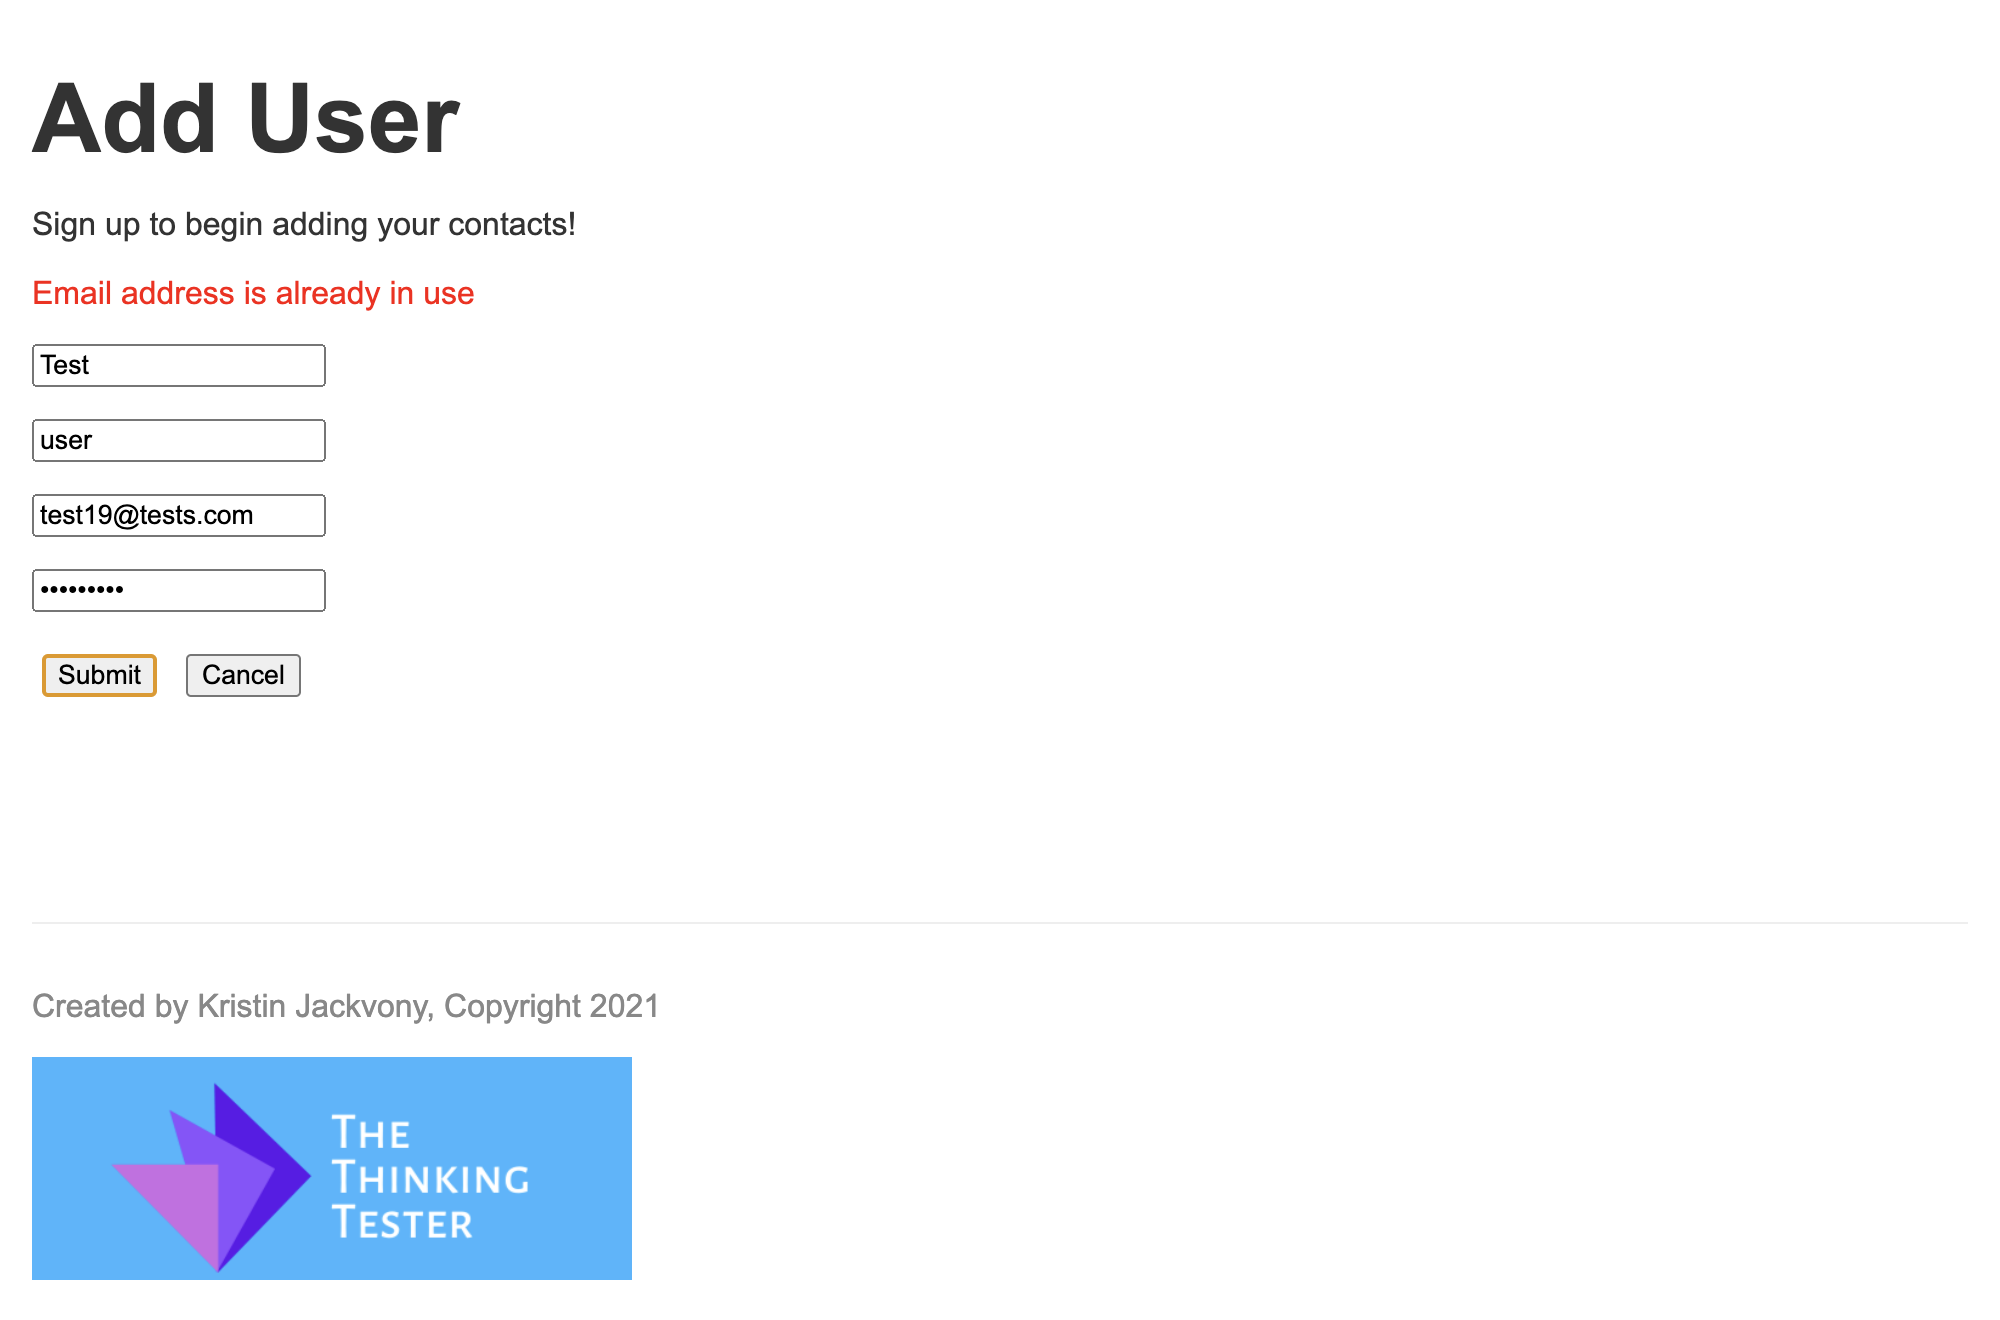 Add User
Sign up to begin adding your contacts!
Email address is already in use
Test
user
test19@tests.com
•••••••••
Submit Cancel
Created by Kristin Jackvony, Copyright 2021
THE
THINKING
TESTER